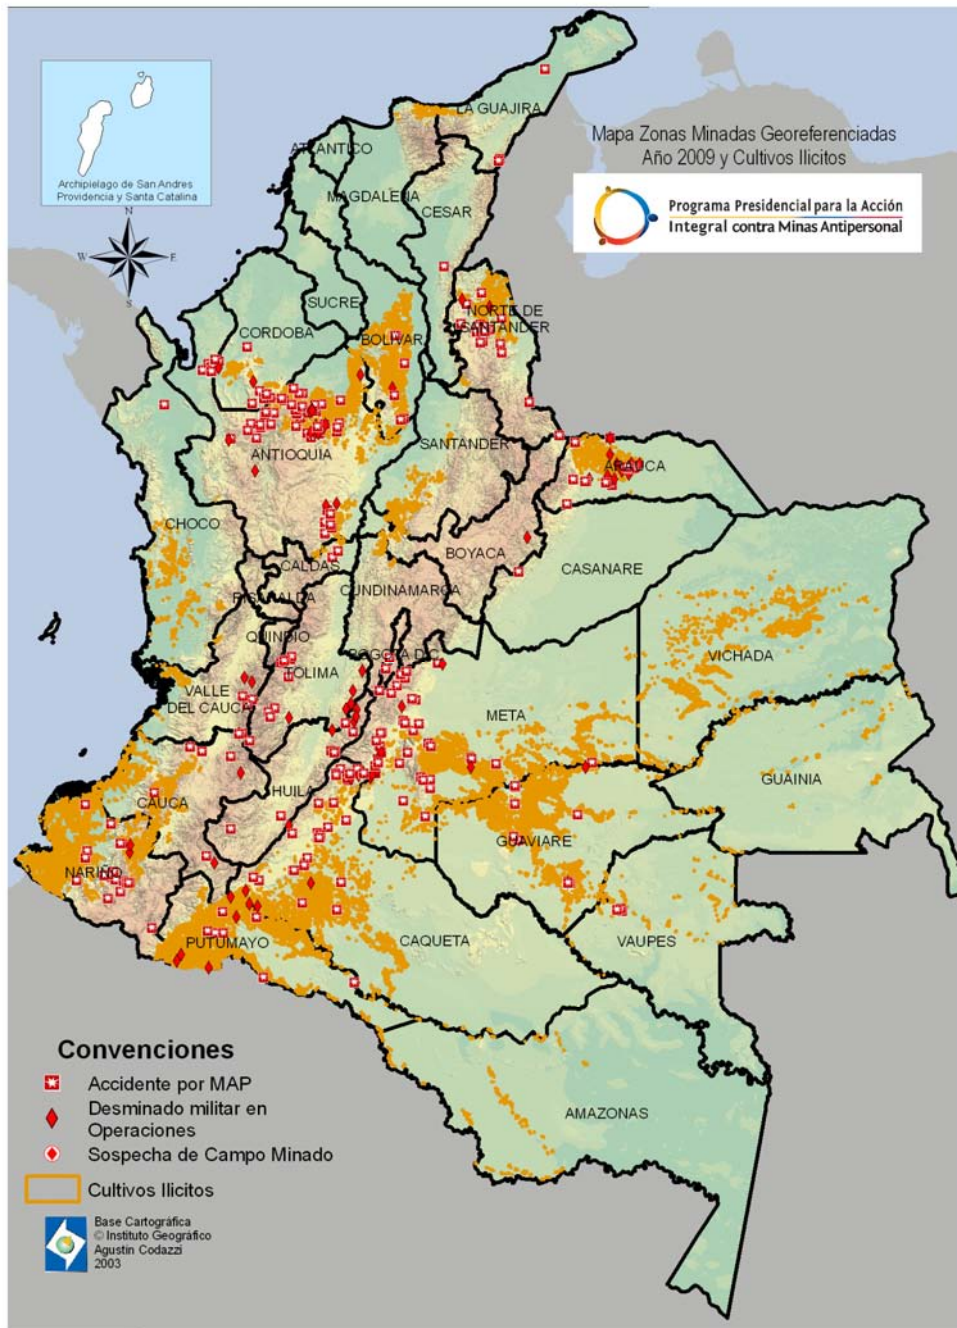 Archipielago de San Andres
Providencia y Santa Catalina
N
W
E
S
Mapa Zonas Minadas Georeferenciadas
Año 2009 y Cultivos Ilicitos
Programa Presidencial para la Acción
Integral contra Minas Antipersonal
LA GUAJIRA
ATLANTICO
MAGDALENA
CESAR
SUCRE
NORTE DE
SANTANDER
CORDOBA
BOLIVAR
SANTANDER
ANTIOQUIA
ARAUCA
CHOCO
BOYACA
CALDAS
CASANARE
RISARALDA
CUNDINAMARCA
QUINDIO
BOGOTA D.C.
VICHADA
TOLIMA
VALLE
DEL CAUCA
META
GUAINIA
HUILA
CAUCA
GUAVIARE
NARIÑO
PUTUMAYO
CAQUETA
VAUPES
AMAZONAS
Convenciones
Accidente por MAP
Desminado militar en
Operaciones
Sospecha de Campo Minado
Cultivos Ilicitos
Base Cartográfica
© Instituto Geográfico
Agustin Codazzi
2003